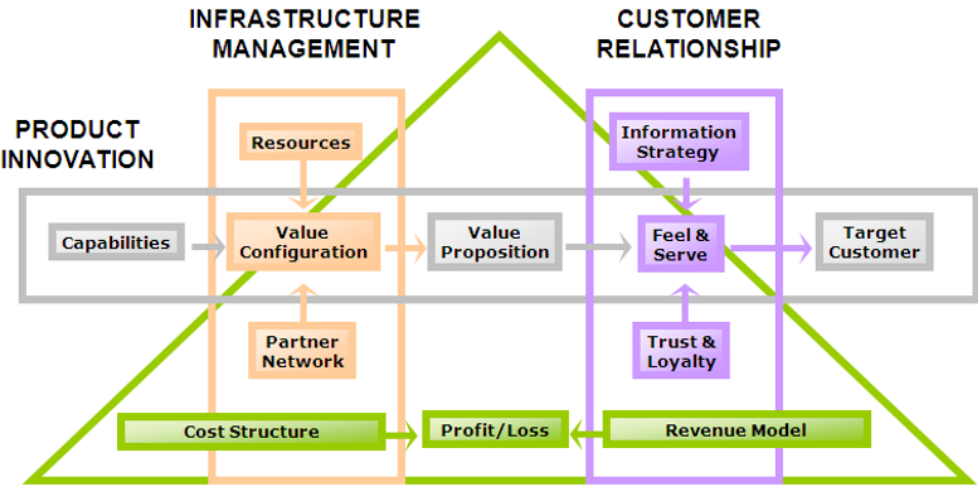 INFRASTRUCTURE
MANAGEMENT
CUSTOMER
RELATIONSHIP
PRODUCT
INNOVATION
Resources
Information
Strategy
Capabilities
Value
Configuration
Value
Proposition
Feel &
Serve
Target
Customer
Partner
Network
Trust &
Loyalty
Cost Structure
Profit/Loss
Revenue Model